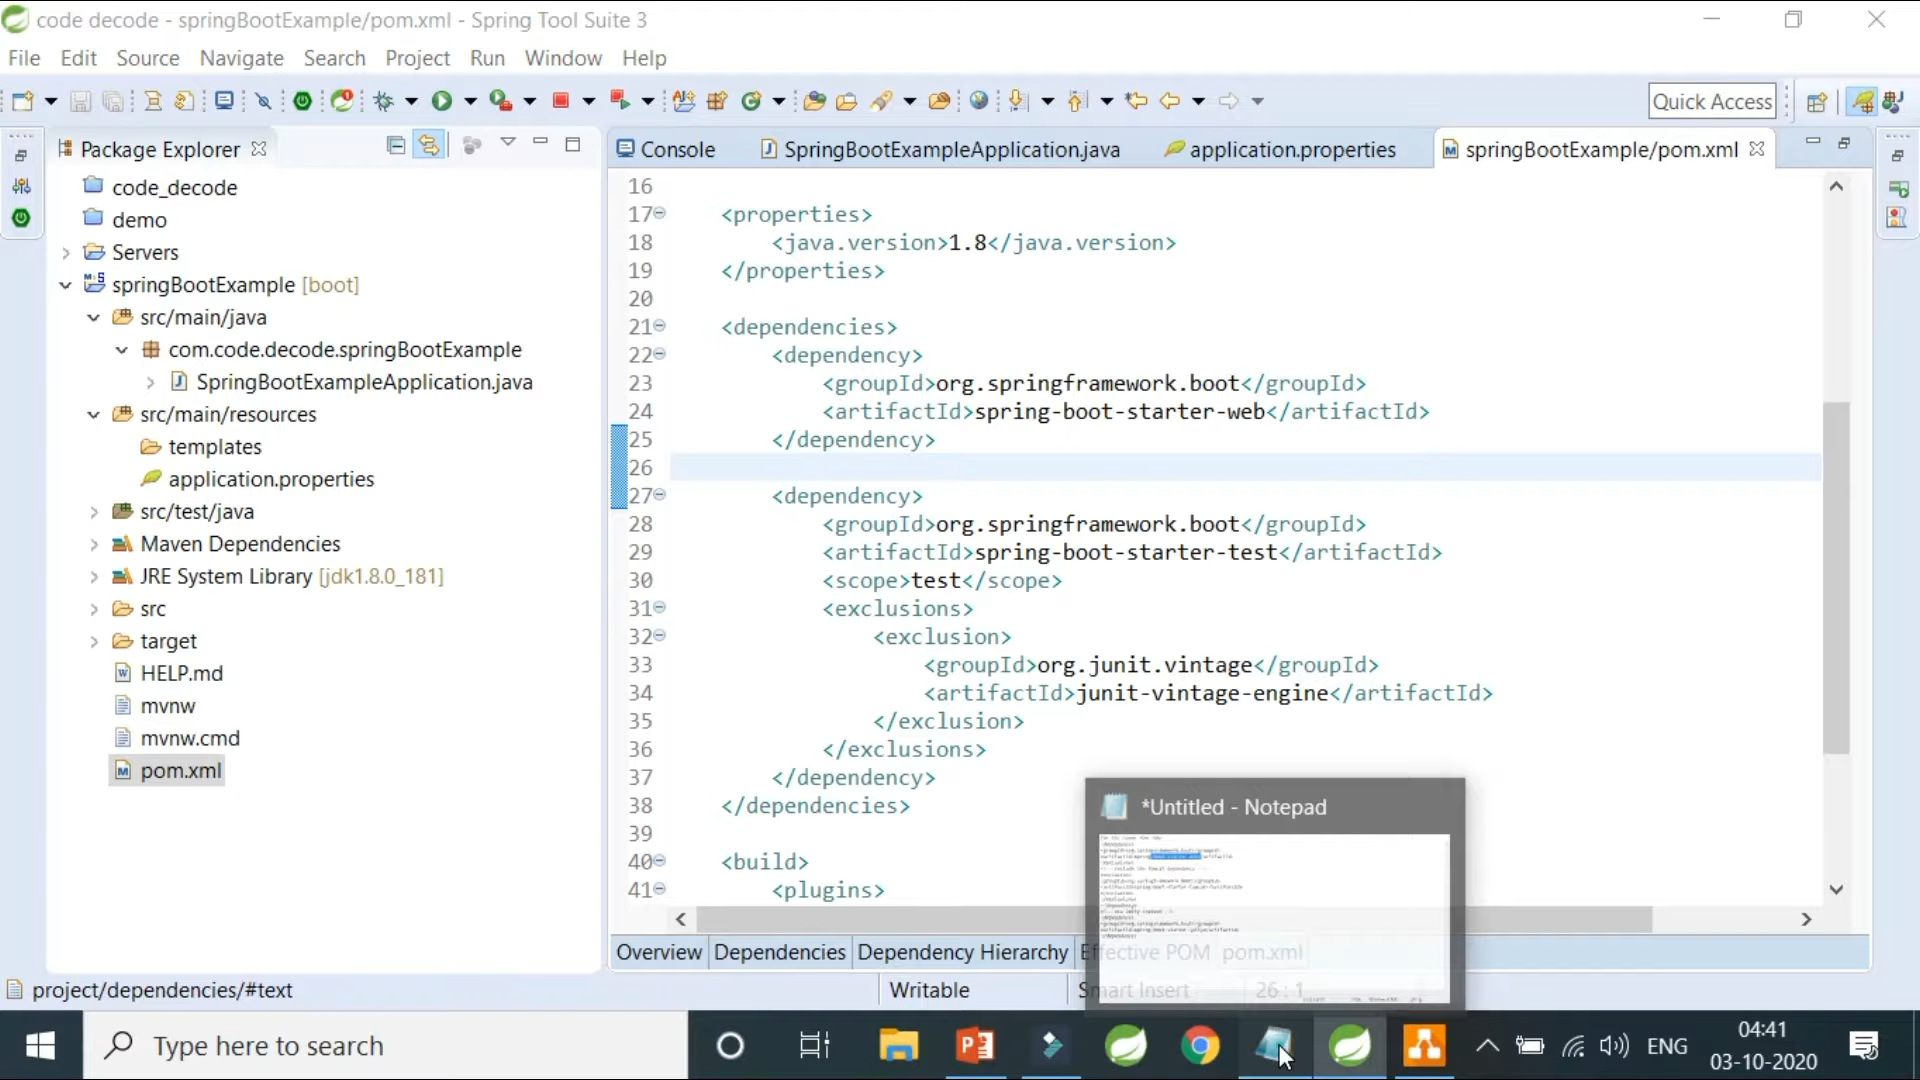 code decode - springBootExample/pom.xml - Spring Tool Suite 3
File Edit Source Navigate Search Project Run Window Help
Quick Access
Package Explorer
Console
SpringBootExampleApplication.java
application.properties
springBootExample/pom.xml
code_decode
demo
Servers
springBootExample [boot]
src/main/java
com.code.decode.springBootExample
SpringBootExampleApplication.java
src/main/resources
templates
application.properties
src/test/java
Maven Dependencies
JRE System Library [jdk1.8.0_181]
src
target
HELP.md
mvnw
mvnw.cmd
pom.xml
16
17 <properties>
18 <java.version>1.8</java.version>
19 </properties>
20
21 <dependencies>
22 <dependency>
23 <groupId>org.springframework.boot</groupId>
24 <artifactId>spring-boot-starter-web</artifactId>
25 </dependency>
26
27 <dependency>
28 <groupId>org.springframework.boot</groupId>
29 <artifactId>spring-boot-starter-test</artifactId>
30 <scope>test</scope>
31 <exclusions>
32 <exclusion>
33 <groupId>org.junit.vintage</groupId>
34 <artifactId>junit-vintage-engine</artifactId>
35 </exclusion>
36 </exclusions>
37 </dependency>
38 </dependencies>
39
40 <build>
41 <plugins>
*Untitled - Notepad
Overview Dependencies Dependency Hierarchy Effective POM pom.xml
project/dependencies/#text
Writable
Smart Insert
26 : 1
Type here to search
ENG
04:41
03-10-2020